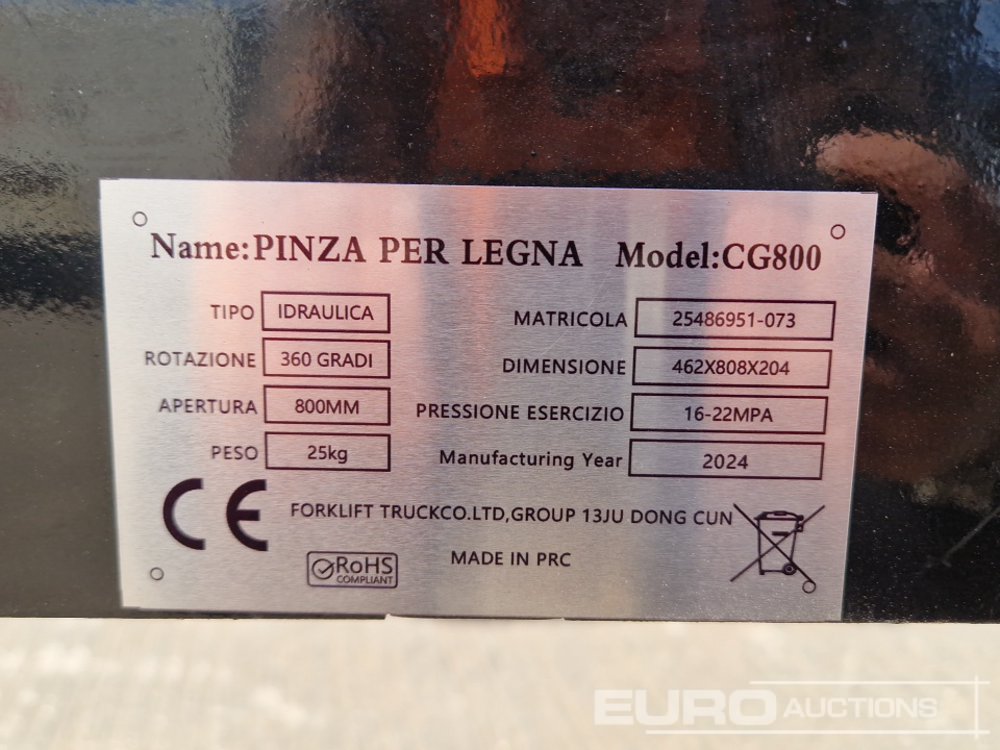 Name:PINZA PER LEGNA Model:CG800
TIPO IDRAULICA MATRICOLA 25486951-073
ROTAZIONE 360 GRADI DIMENSIONE 462X808X204
APERTURA 800MM PRESSIONE ESERCIZIO 16-22MPA
PESO 25kg Manufacturing Year 2024
CE FORKLIFT TRUCKCO.LTD,GROUP 13JU DONG CUN
RoHS COMPLIANT MADE IN PRC
EURO AUCTIONS